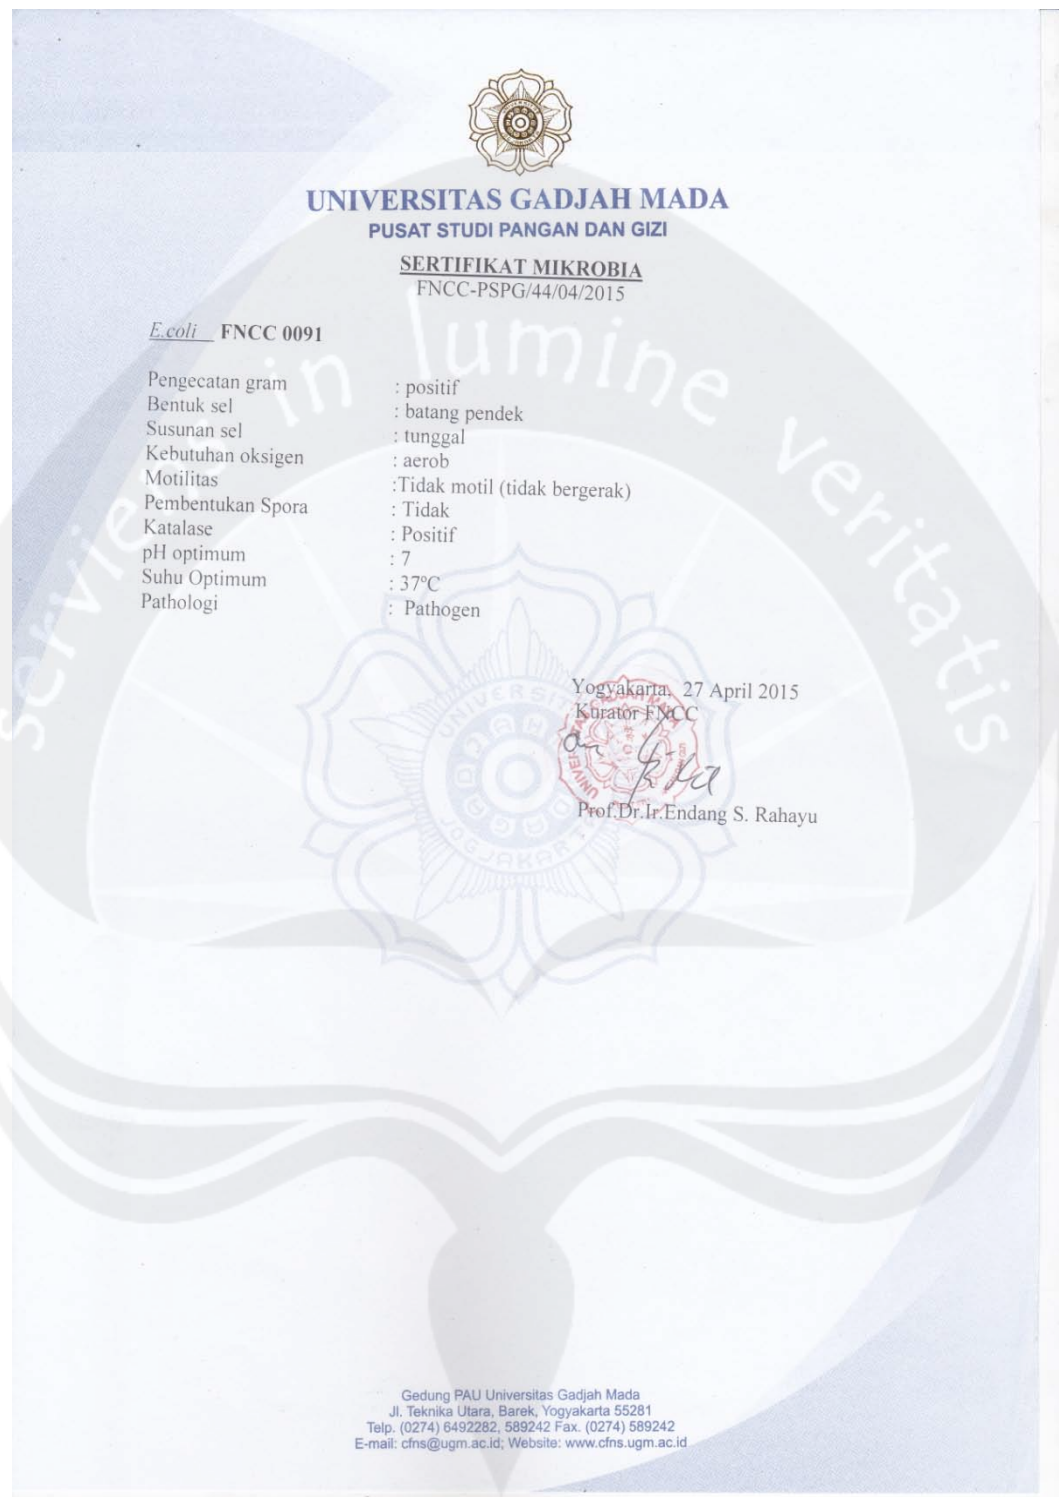 UNIVERSITAS GADJAH MADA
PUSAT STUDI PANGAN DAN GIZI
SERTIFIKAT MIKROBIA
FNCC-PSPG/44/04/2015
E.coli FNCC 0091
Pengecatan gram : positif
Bentuk sel : batang pendek
Susunan sel : tunggal
Kebutuhan oksigen : aerob
Motilitas :Tidak motil (tidak bergerak)
Pembentukan Spora : Tidak
Katalase : Positif
pH optimum : 7
Suhu Optimum : 37ºC
Pathologi : Pathogen
Yogyakarta, 27 April 2015
Kurator FNCC
an
Prof.Dr.Ir.Endang S. Rahayu
serviens in lumine veritatis
Gedung PAU Universitas Gadjah Mada
Jl. Teknika Utara, Barek, Yogyakarta 55281
Telp. (0274) 6492282, 589242 Fax. (0274) 589242
E-mail: cfns@ugm.ac.id; Website: www.cfns.ugm.ac.id